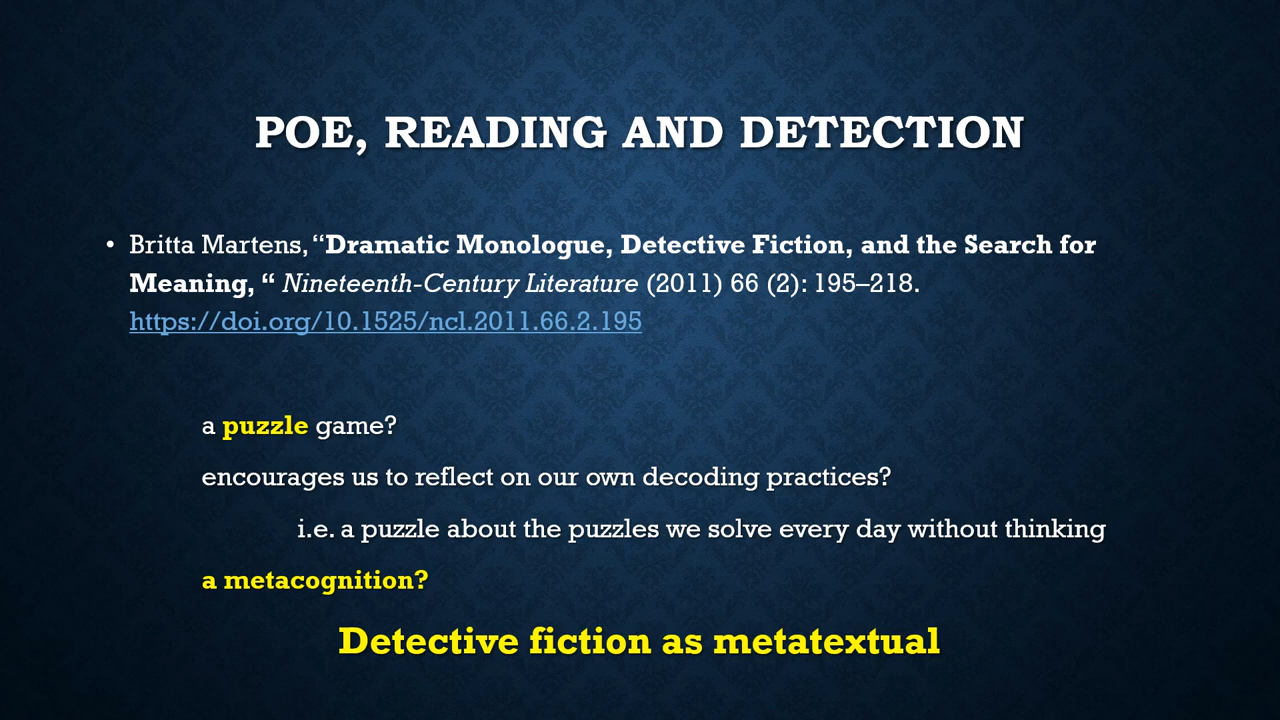 POE, READING AND DETECTION
• Britta Martens, “Dramatic Monologue, Detective Fiction, and the Search for
Meaning, “ Nineteenth-Century Literature (2011) 66 (2): 195–218.
https://doi.org/10.1525/ncl.2011.66.2.195
a puzzle game?
encourages us to reflect on our own decoding practices?
i.e. a puzzle about the puzzles we solve every day without thinking
a metacognition?
Detective fiction as metatextual